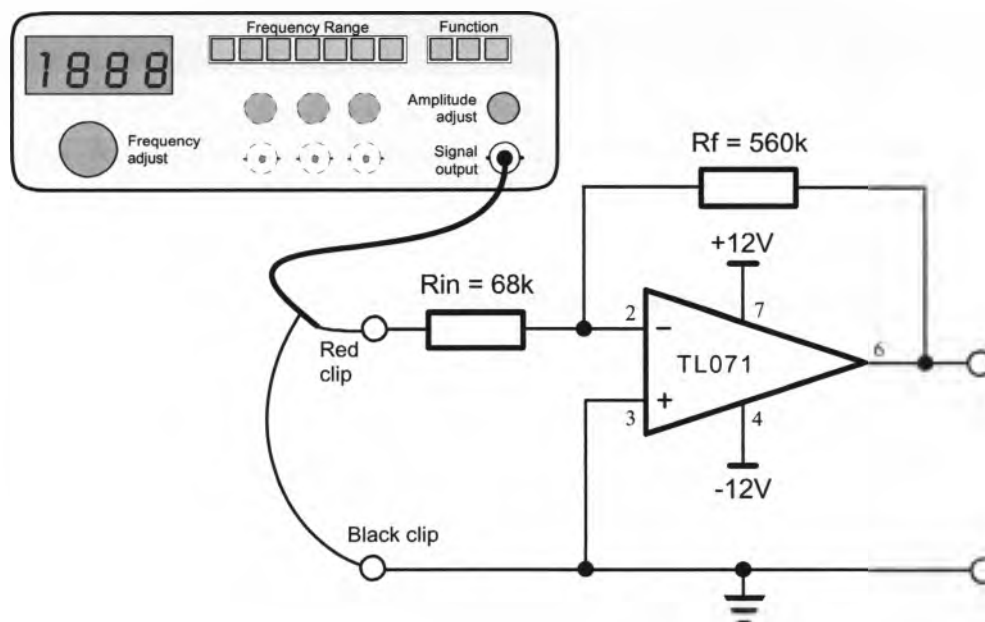 Frequency Range
Function
1888
Amplitude
adjust
Frequency
adjust
Signal
output
Rf = 560k
+12V
Rin = 68k
7
2
−
TL071
6
Red
clip
+
3
4
-12V
Black clip